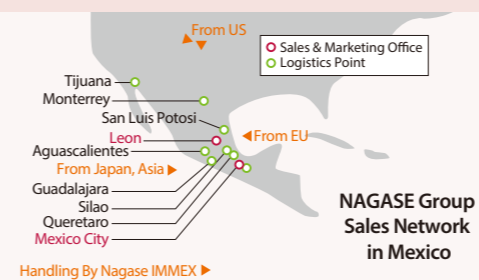 From US
Sales & Marketing Office
Logistics Point
Tijuana
Monterrey
San Luis Potosi
Leon
From EU
Aguascalientes
From Japan, Asia
Guadalajara
Silao
Queretaro
Mexico City
NAGASE Group
Sales Network
in Mexico
Handling By Nagase IMMEX